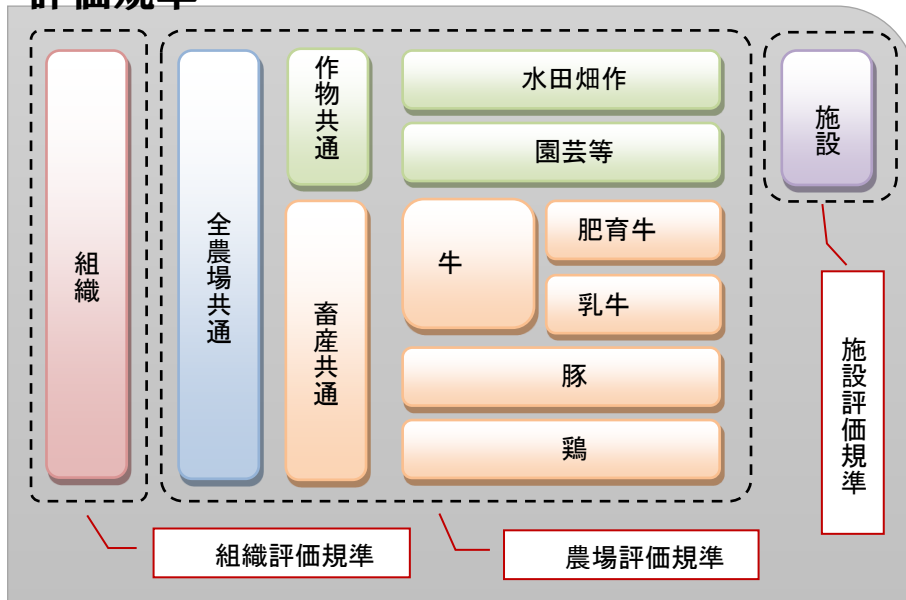 評価規準
組織
全農場共通
作物共通
畜産共通
水田畑作
園芸等
牛
肥育牛
乳牛
豚
鶏
施設
組織評価規準
農場評価規準
施設評価規準